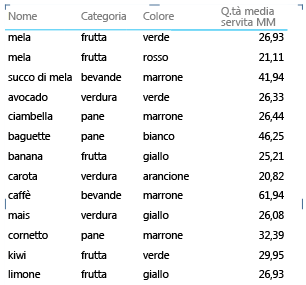 Nome Categoria Colore Q.tà media
servita MM
mela frutta verde 26,93
mela frutta rosso 21,11
succo di mela bevande marrone 41,94
avocado verdura verde 26,33
ciambella pane marrone 26,44
baguette pane bianco 46,25
banana frutta giallo 25,21
carota verdura arancione 20,82
caffè bevande marrone 61,94
mais verdura giallo 26,08
cornetto pane marrone 32,39
kiwi frutta verde 29,95
limone frutta giallo 26,93